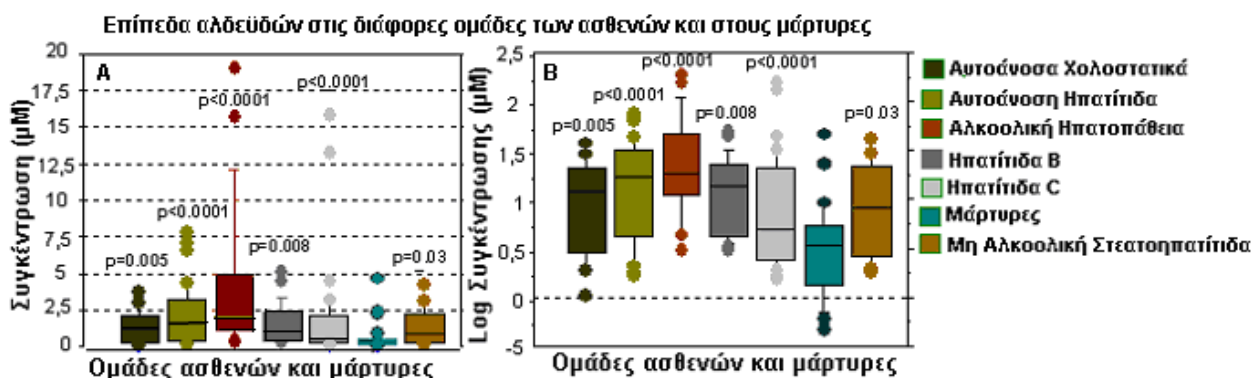 Επίπεδα αλδεϋδών στις διάφορες ομάδες των ασθενών και στους μάρτυρες
Συγκέντρωση (μΜ)
20
17,5
15
12,5
10
7,5
5
2,5
0
A
p=0.005
p<0.0001
p<0.0001
p=0.008
p<0.0001
p=0.03
Ομάδες ασθενών και μάρτυρες
Log Συγκέντρωσης (μΜ)
2,5
2
1,5
1
0,5
0
-5
B
p=0.005
p<0.0001
p<0.0001
p=0.008
p<0.0001
p=0.03
Ομάδες ασθενών και μάρτυρες
Αυτοάνοσα Χολοστατικά
Αυτοάνοση Ηπατίτιδα
Αλκοολική Ηπατοπάθεια
Ηπατίτιδα Β
Ηπατίτιδα C
Μάρτυρες
Μη Αλκοολική Στεατοηπατίτιδα